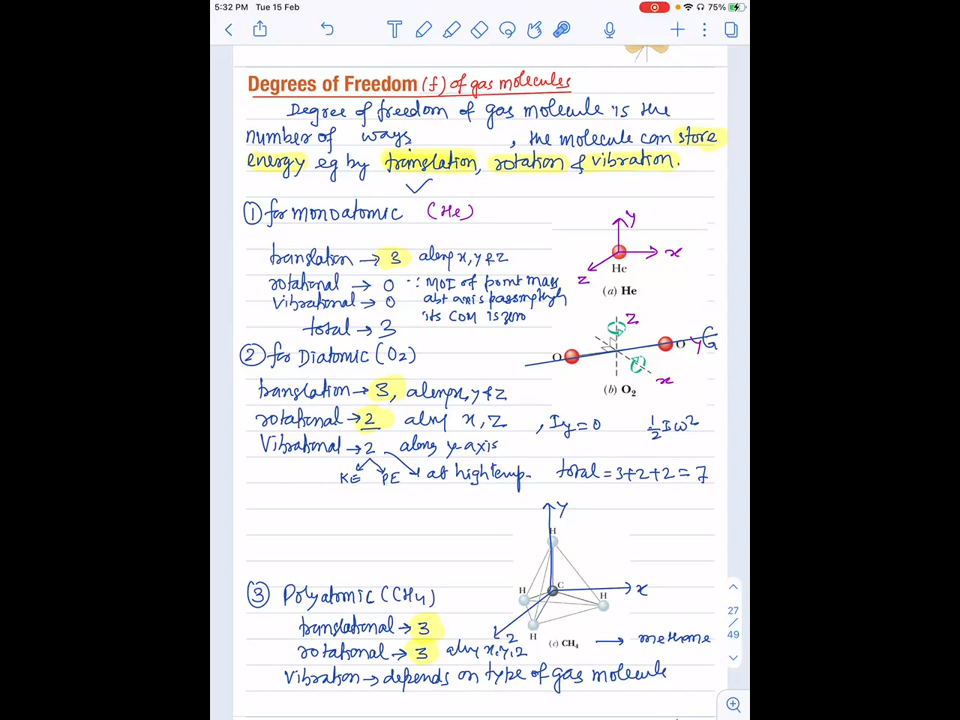 5:32 PM Tue 15 Feb
75%
Degrees of Freedom (f) of gas molecules
Degree of freedom of gas molecule is the
number of ways, the molecule can store
energy eg by translation, rotation & vibration.
① for monoatomic (He)
translation → 3 along x, y & z
rotational → 0 ∵ MOI of point mass
vibrational → 0 abt axis passing tgh
its COM is zero
total → 3
y
x
z
He
(a) He
② for Diatomic (O2)
translation → 3, along x, y & z
rotational → 2 along x, z , Iy = 0 ½Iω²
Vibrational → 2 along y-axis
KE PE at high temp. total = 3+2+2 = 7
z
O
O
y
x
(b) O2
③ Polyatomic (CH4)
translational → 3
rotational → 3 along x, y, z
vibration → depends on type of gas molecule
y
H
C
x
H
H
H
z
(c) CH4 → methane
27
/
49